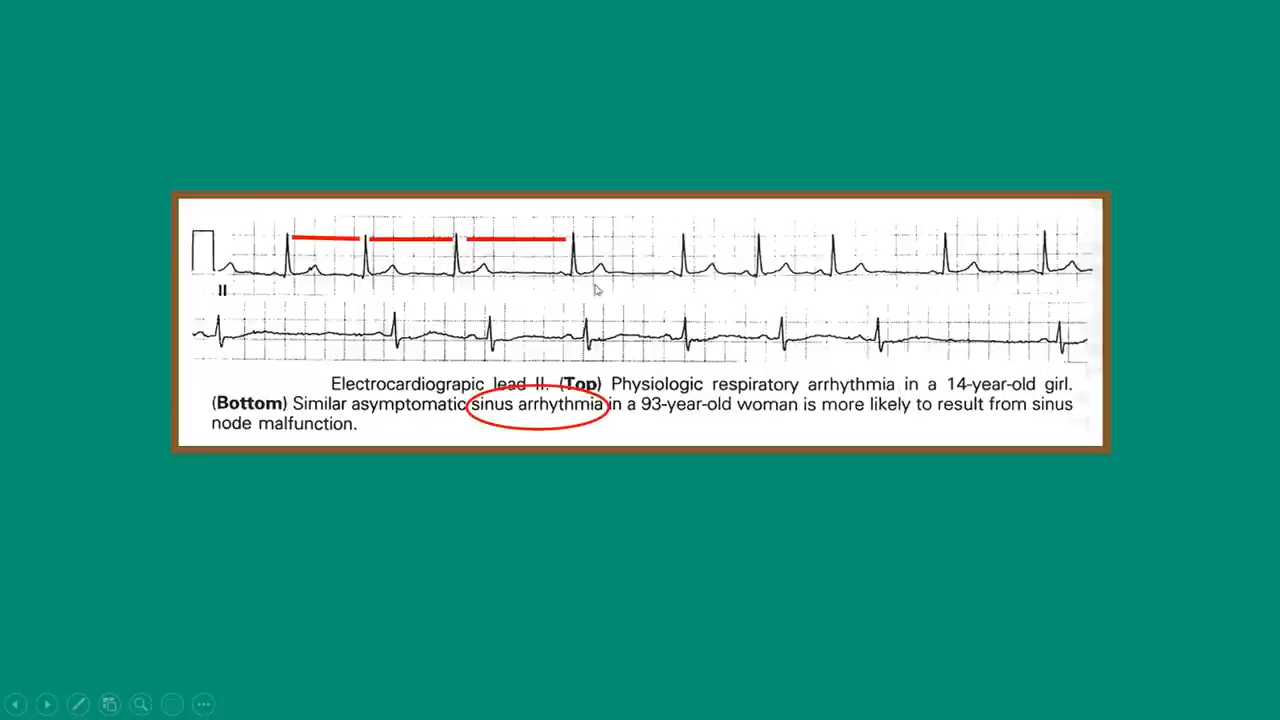 II
Electrocardiograpic lead II. (Top) Physiologic respiratory arrhythmia in a 14-year-old girl.
(Bottom) Similar asymptomatic sinus arrhythmia in a 93-year-old woman is more likely to result from sinus
node malfunction.